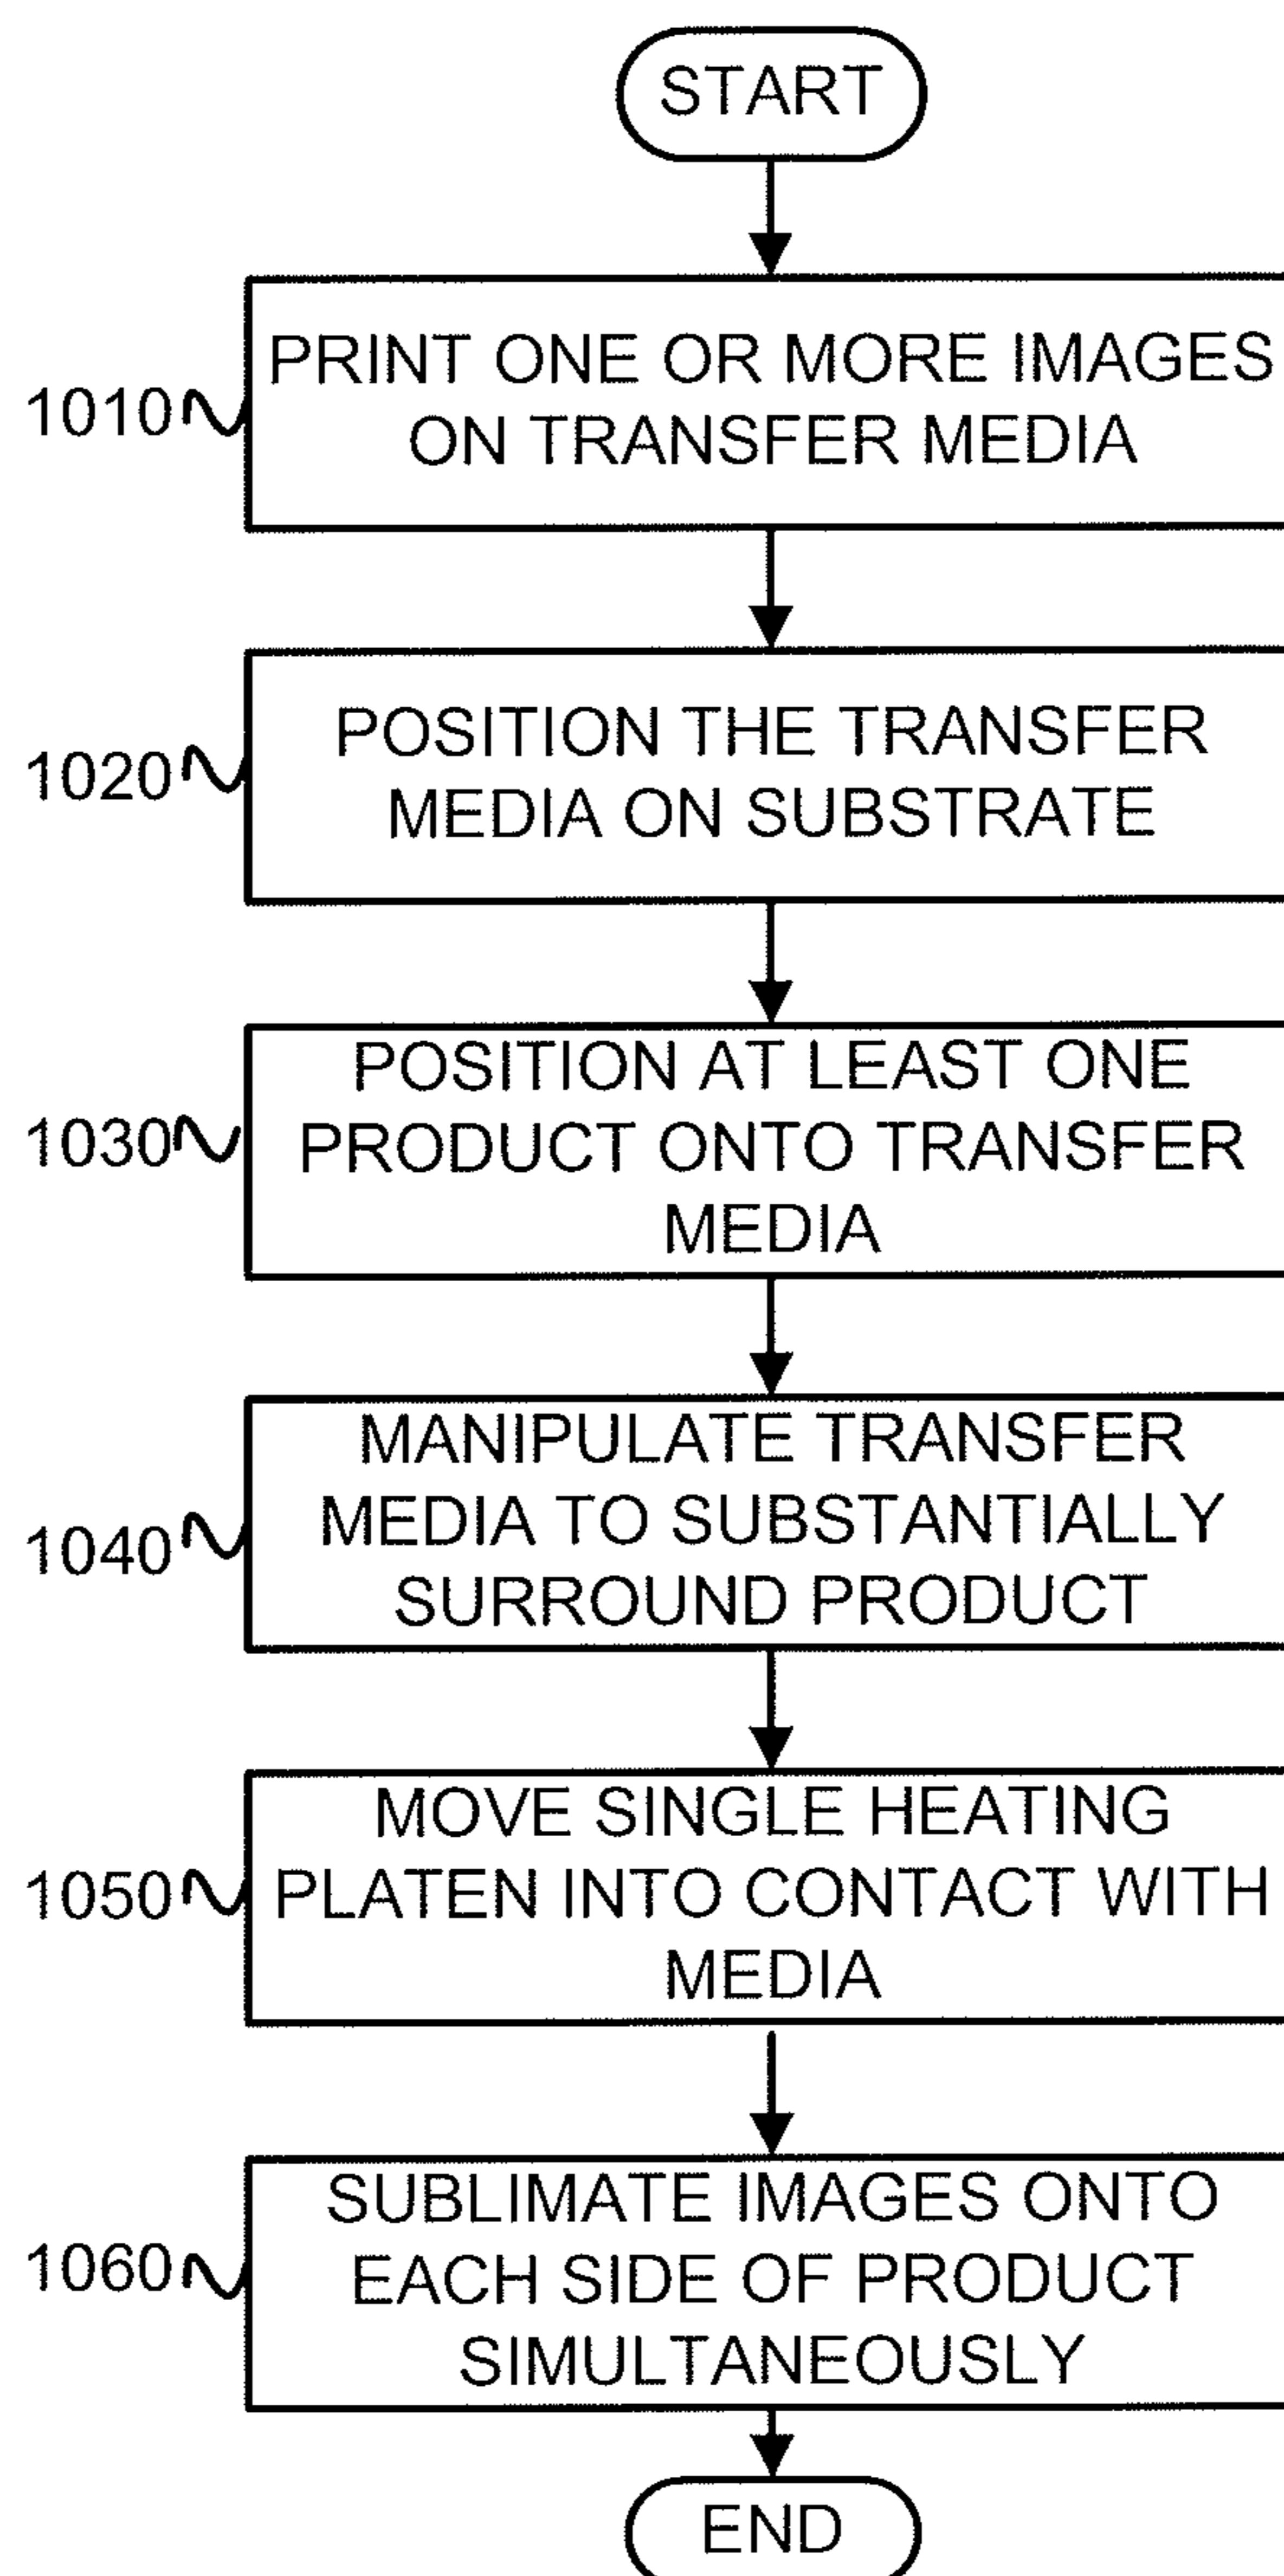 START
1010
PRINT ONE OR MORE IMAGES
ON TRANSFER MEDIA
1020
POSITION THE TRANSFER
MEDIA ON SUBSTRATE
1030
POSITION AT LEAST ONE
PRODUCT ONTO TRANSFER
MEDIA
1040
MANIPULATE TRANSFER
MEDIA TO SUBSTANTIALLY
SURROUND PRODUCT
1050
MOVE SINGLE HEATING
PLATEN INTO CONTACT WITH
MEDIA
1060
SUBLIMATE IMAGES ONTO
EACH SIDE OF PRODUCT
SIMULTANEOUSLY
END